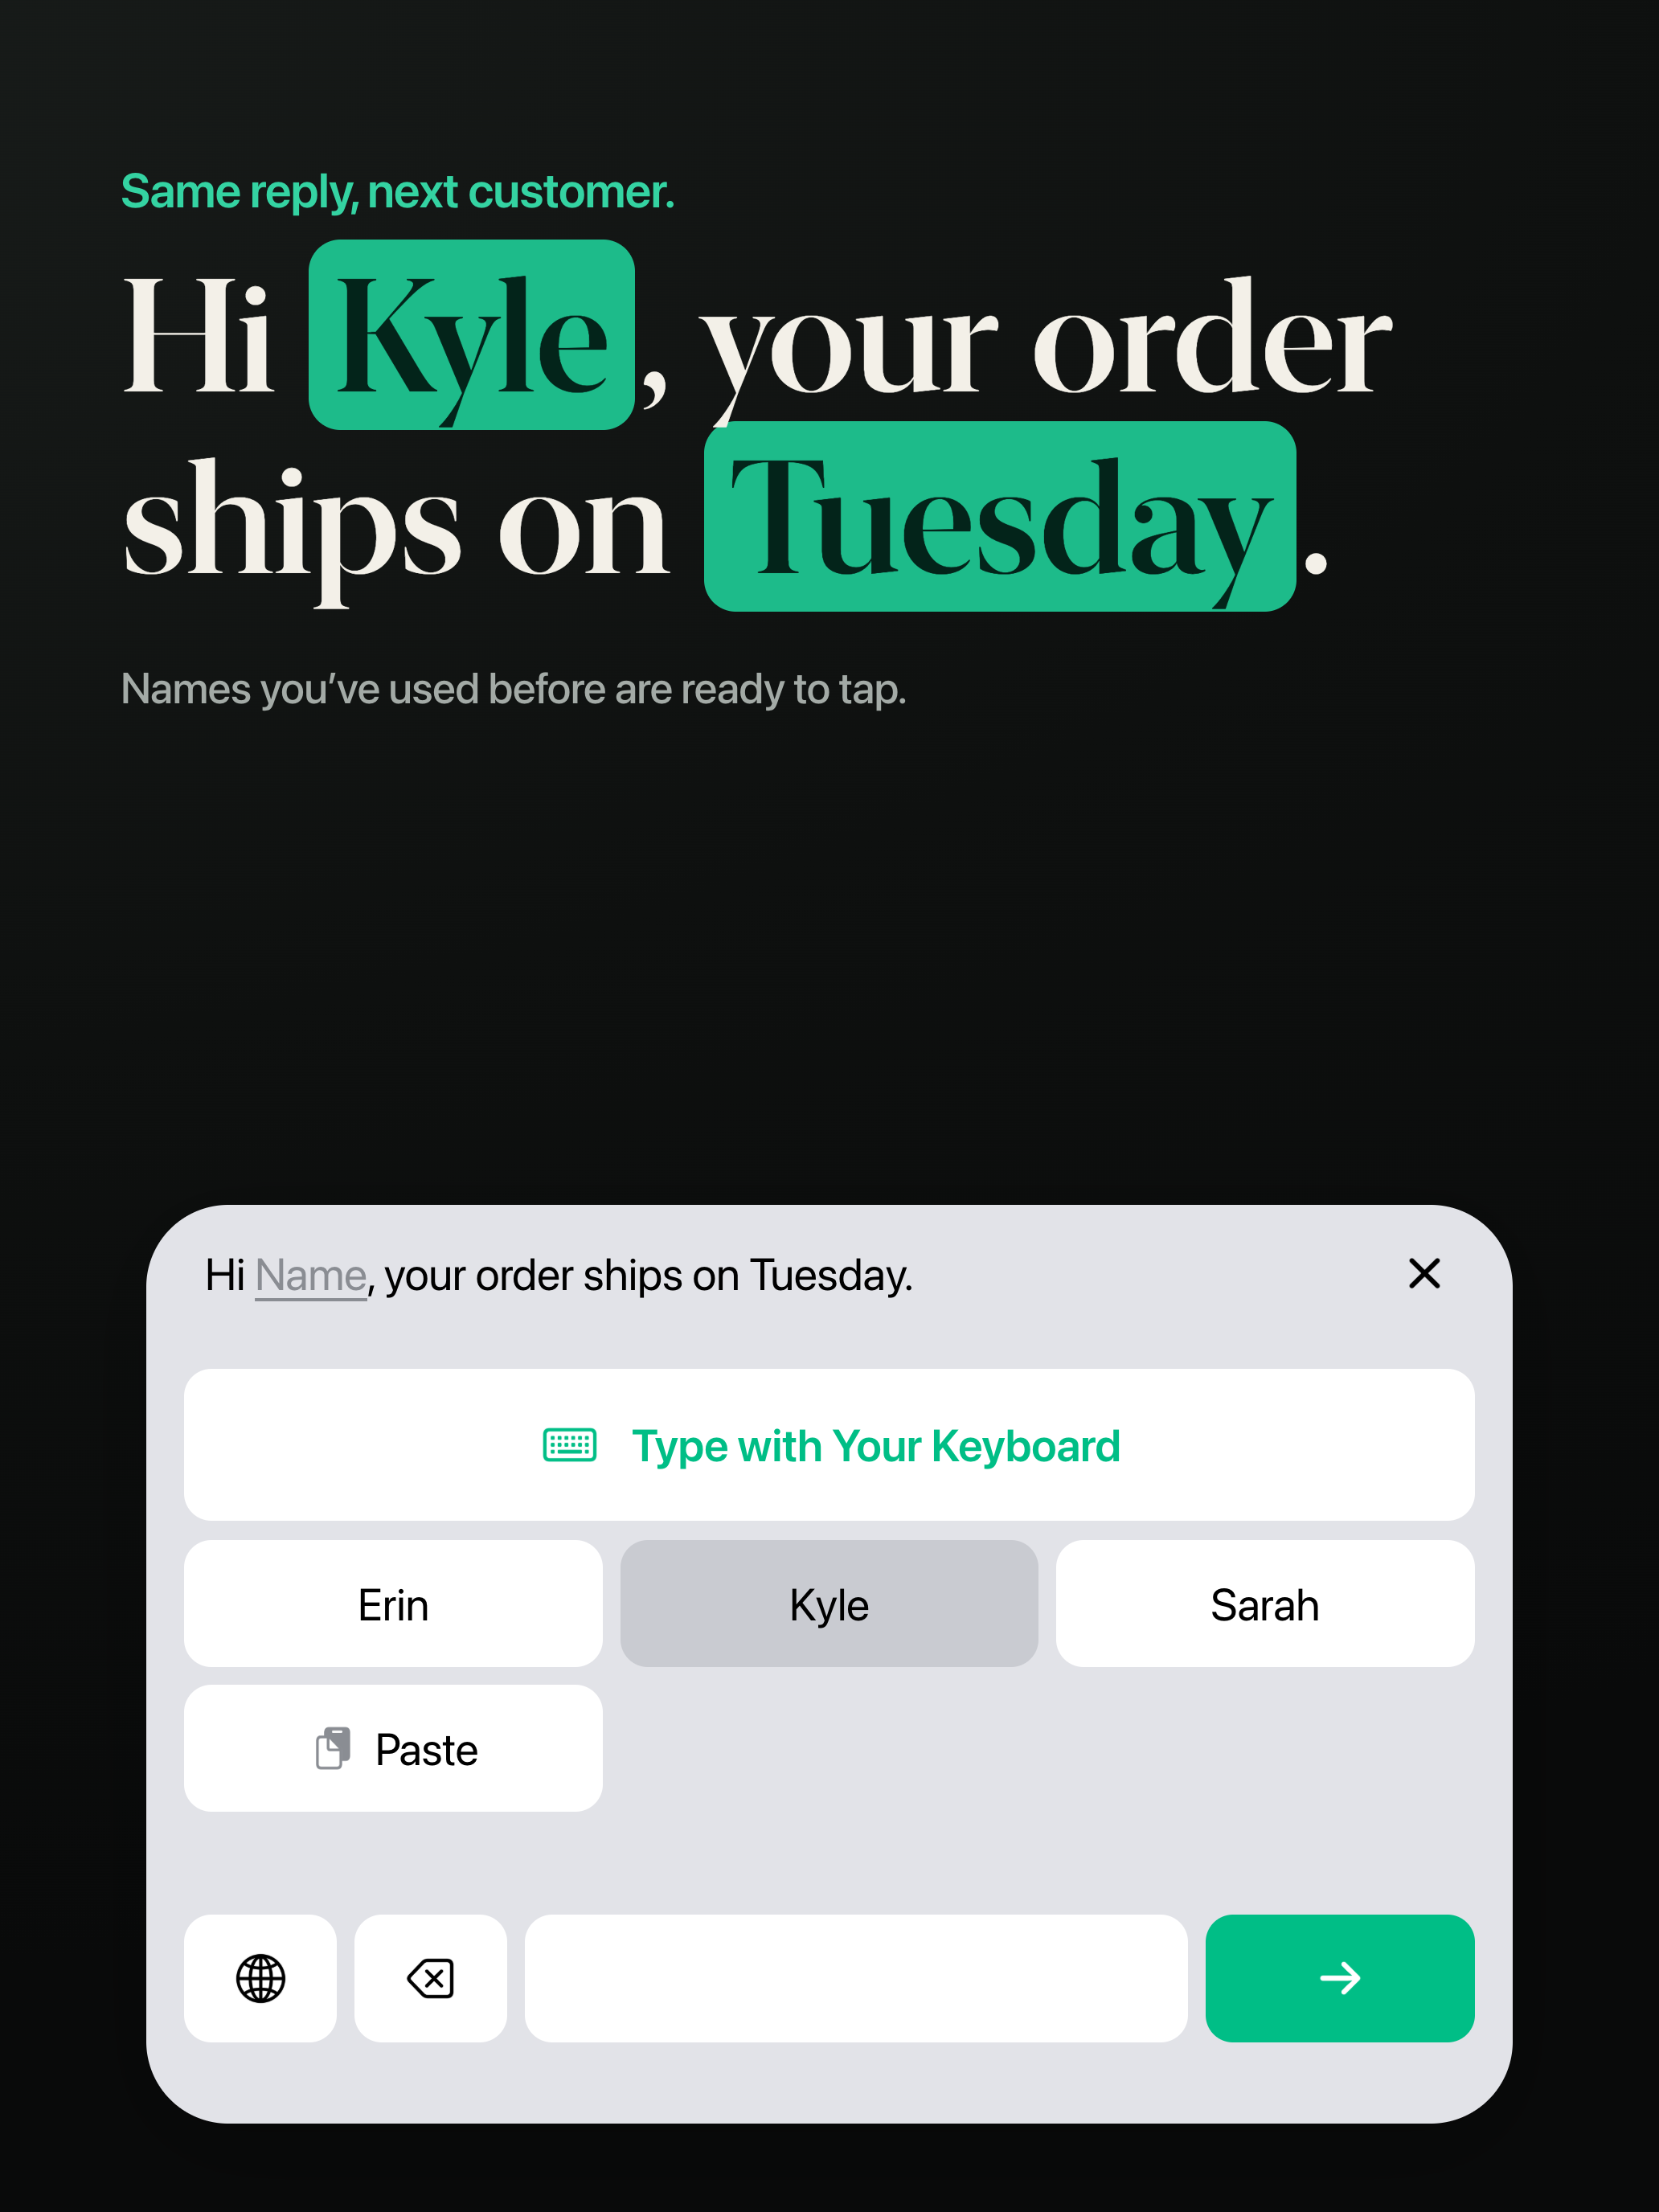 Same reply, next customer.
Hi Kyle, your order
ships on Tuesday.
Names you’ve used before are ready to tap.
Hi Name, your order ships on Tuesday.
Type with Your Keyboard
Erin
Kyle
Sarah
Paste